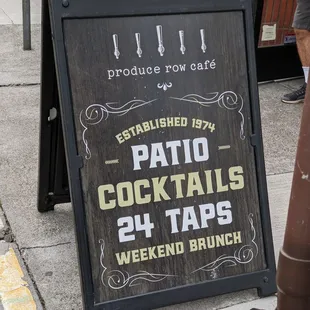 produce row café
ESTABLISHED 1974
PATIO
COCKTAILS
24 TAPS
WEEKEND BRUNCH